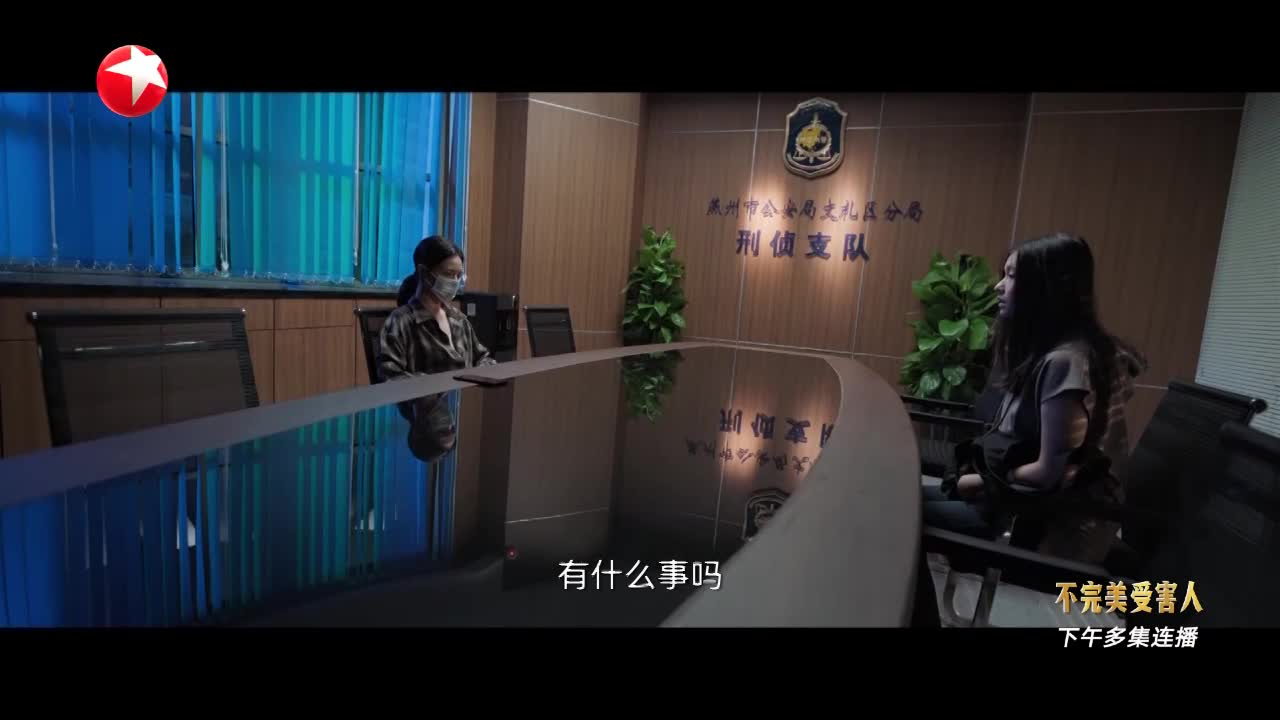 燕州市公安局支札区分局
刑侦支队
有什么事吗
不完美受害人
下午多集连播